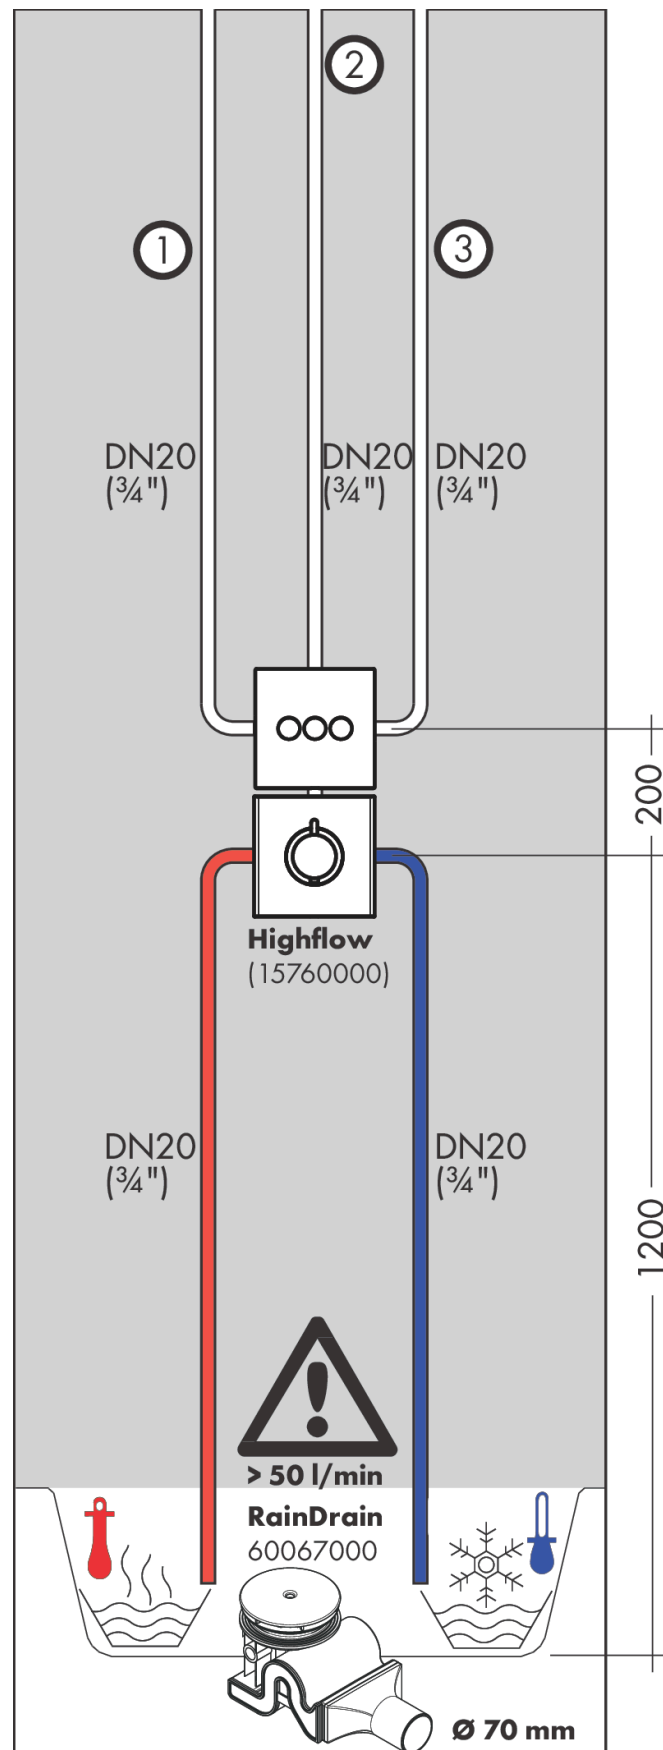 2
1
3
DN20
(¾")
DN20
(¾")
DN20
(¾")
200
Highflow
(15760000)
DN20
(¾")
DN20
(¾")
1200
> 50 l/min
RainDrain
60067000
Ø 70 mm